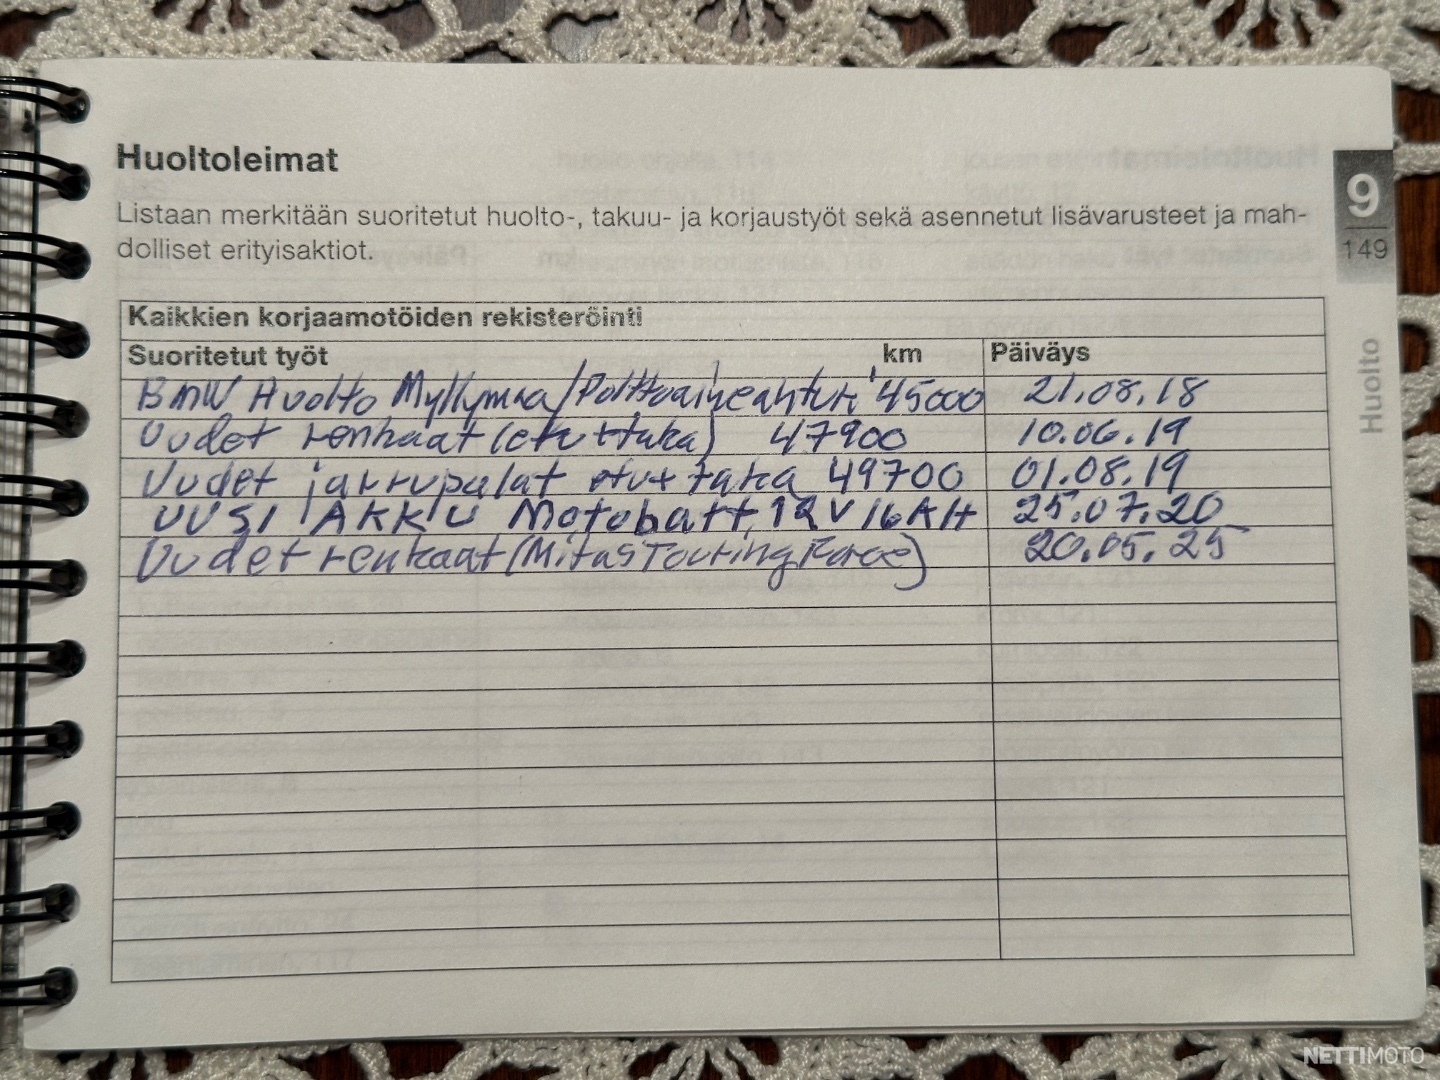 Huoltoleimat
Listaan merkitään suoritetut huolto-, takuu- ja korjaustyöt sekä asennetut lisävarusteet ja mah-
dolliset erityisaktiot.
9
149
Huolto
Kaikkien korjaamotöiden rekisteröinti
Suoritetut työt km Päiväys
BMW Huolto Myllymaa/Polttoaineanturi 45000 21.08.18
Uudet renkaat (etu+taka) 47900 10.06.19
Uudet jarrupalat etu+taka 49700 01.08.19
UUSI AKKU Motobatt, 12V 16AH 25.07.20
Uudet renkaat (Mitas Touring Force) 20.05.25
NETTIMOTO